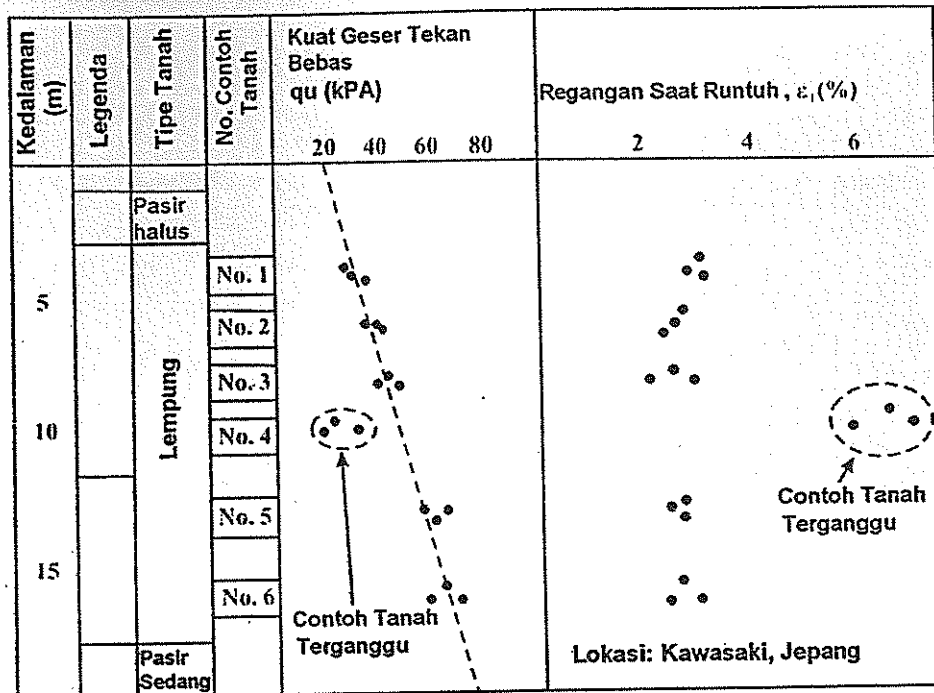 Kedalaman
(m)
Legenda
Tipe Tanah
No. Contoh
Tanah
Kuat Geser Tekan
Bebas
qu (kPA)
20 40 60 80
Regangan Saat Runtuh , ε₁(%)
2 4 6
Pasir
halus
5
10
15
Lempung
No. 1
No. 2
No. 3
No. 4
No. 5
No. 6
Contoh Tanah
Terganggu
Contoh Tanah
Terganggu
Pasir
Sedang
Lokasi: Kawasaki, Jepang